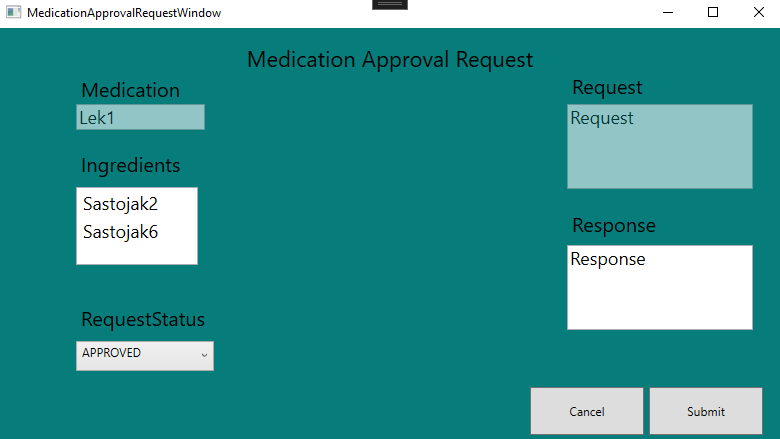 MedicationApprovalRequestWindow
Medication Approval Request
Medication
Lek1
Ingredients
Sastojak2
Sastojak6
RequestStatus
APPROVED
Request
Request
Response
Response
Cancel
Submit